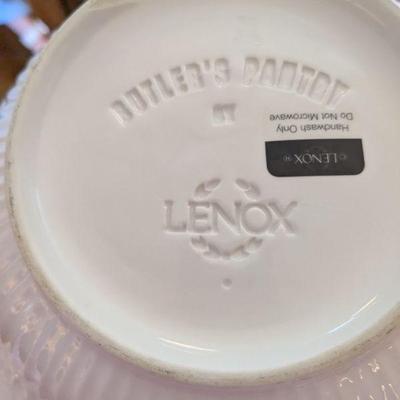 BUTLER'S PANTRY
BY
LENOX
© LENOX ®
Do Not Microwave
Handwash Only